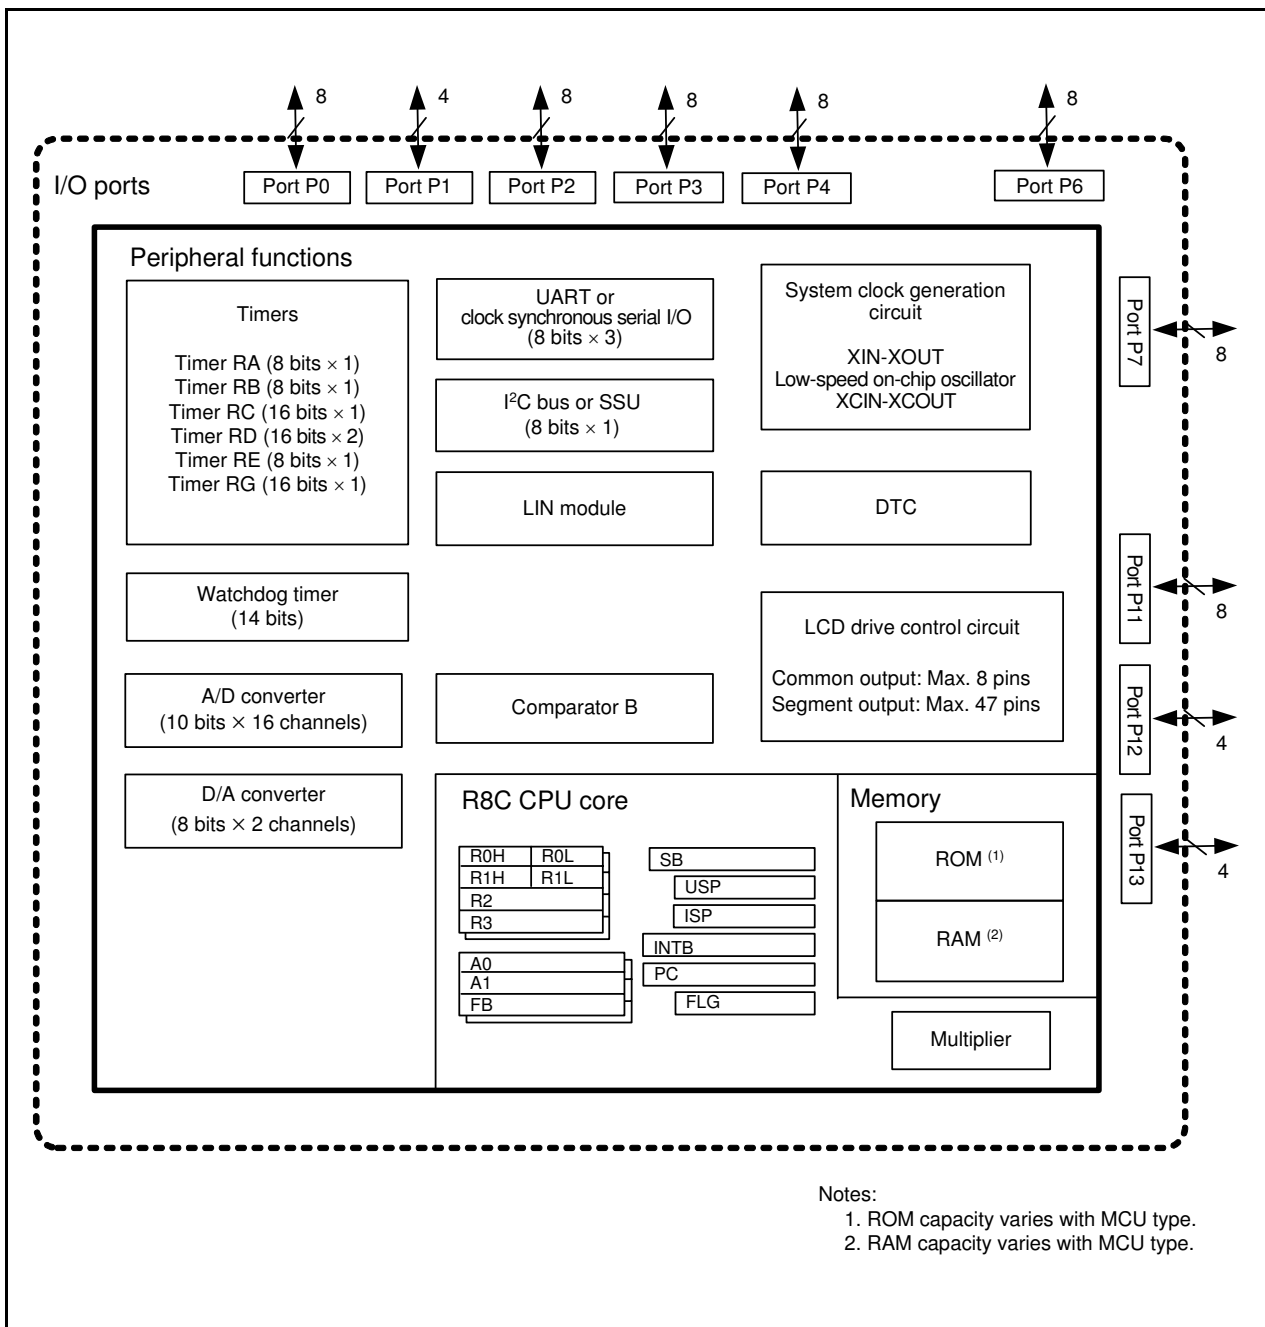 8
4
8
8
8
8
I/O ports
Port P0
Port P1
Port P2
Port P3
Port P4
Port P6
Peripheral functions
Timers
Timer RA (8 bits × 1)
Timer RB (8 bits × 1)
Timer RC (16 bits × 1)
Timer RD (16 bits × 2)
Timer RE (8 bits × 1)
Timer RG (16 bits × 1)
UART or
clock synchronous serial I/O
(8 bits × 3)
I²C bus or SSU
(8 bits × 1)
LIN module
System clock generation
circuit
XIN-XOUT
Low-speed on-chip oscillator
XCIN-XCOUT
DTC
Port P7
8
Watchdog timer
(14 bits)
LCD drive control circuit
Common output: Max. 8 pins
Segment output: Max. 47 pins
Port P11
8
A/D converter
(10 bits × 16 channels)
Comparator B
Port P12
4
D/A converter
(8 bits × 2 channels)
R8C CPU core
R0H
R0L
R1H
R1L
R2
R3
A0
A1
FB
SB
USP
ISP
INTB
PC
FLG
Memory
ROM (1)
RAM (2)
Multiplier
Port P13
4
Notes:
1. ROM capacity varies with MCU type.
2. RAM capacity varies with MCU type.